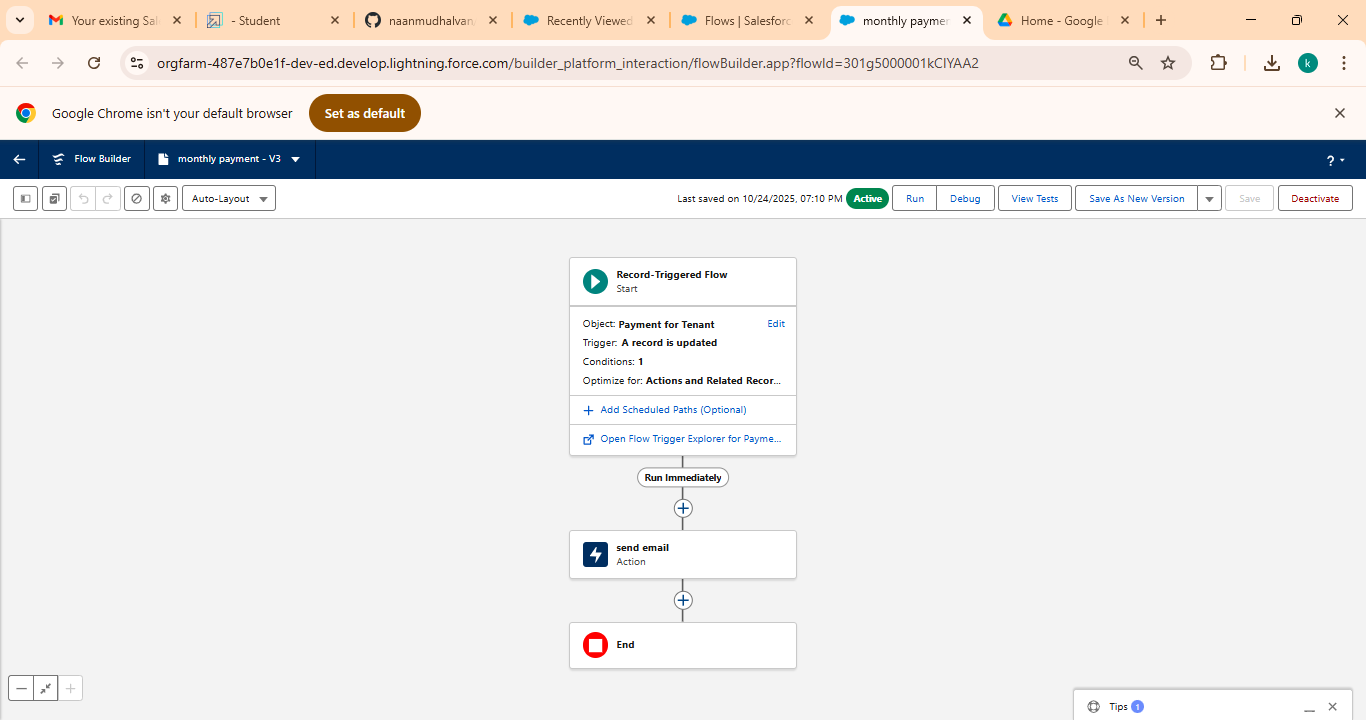 Your existing Sal
- Student
naanmudhalvan
Recently Viewed
Flows | Salesforc
monthly paymen
Home - Google
orgfarm-487e7b0e1f-dev-ed.develop.lightning.force.com/builder_platform_interaction/flowBuilder.app?flowId=301g5000001kClYAA2
k
Google Chrome isn't your default browser
Set as default
Flow Builder
monthly payment - V3
?
Auto-Layout
Last saved on 10/24/2025, 07:10 PM
Active
Run
Debug
View Tests
Save As New Version
Save
Deactivate
Record-Triggered Flow
Start
Object: Payment for Tenant
Edit
Trigger: A record is updated
Conditions: 1
Optimize for: Actions and Related Recor...
Add Scheduled Paths (Optional)
Open Flow Trigger Explorer for Payme...
Run Immediately
send email
Action
End
Tips 1